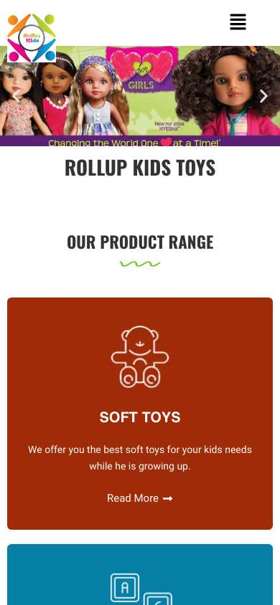 GIRLS
Changing the World One at a Time!
ROLLUP KIDS TOYS
OUR PRODUCT RANGE
SOFT TOYS
We offer you the best soft toys for your kids needs
while he is growing up.
Read More
A